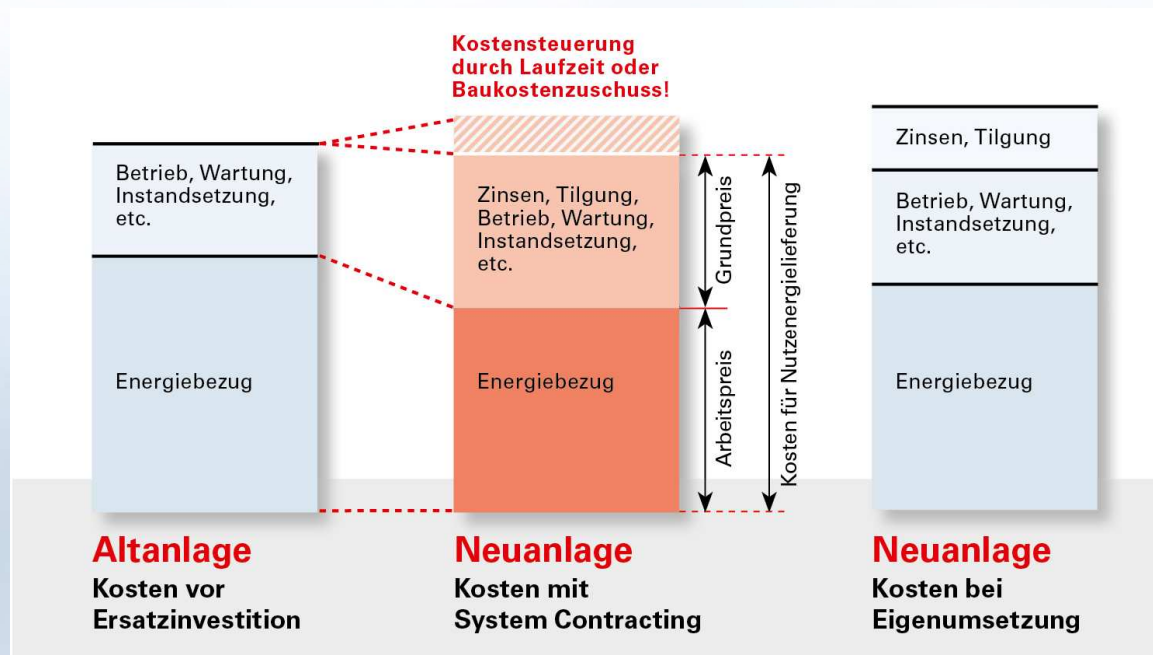 Kostensteuerung
durch Laufzeit oder
Baukostenzuschuss!
Betrieb, Wartung,
Instandsetzung,
etc.
Energiebezug
Zinsen, Tilgung,
Betrieb, Wartung,
Instandsetzung,
etc.
Energiebezug
Grundpreis
Arbeitspreis
Kosten für Nutzenergielieferung
Zinsen, Tilgung
Betrieb, Wartung,
Instandsetzung,
etc.
Energiebezug
Altanlage
Kosten vor
Ersatzinvestition
Neuanlage
Kosten mit
System Contracting
Neuanlage
Kosten bei
Eigenumsetzung